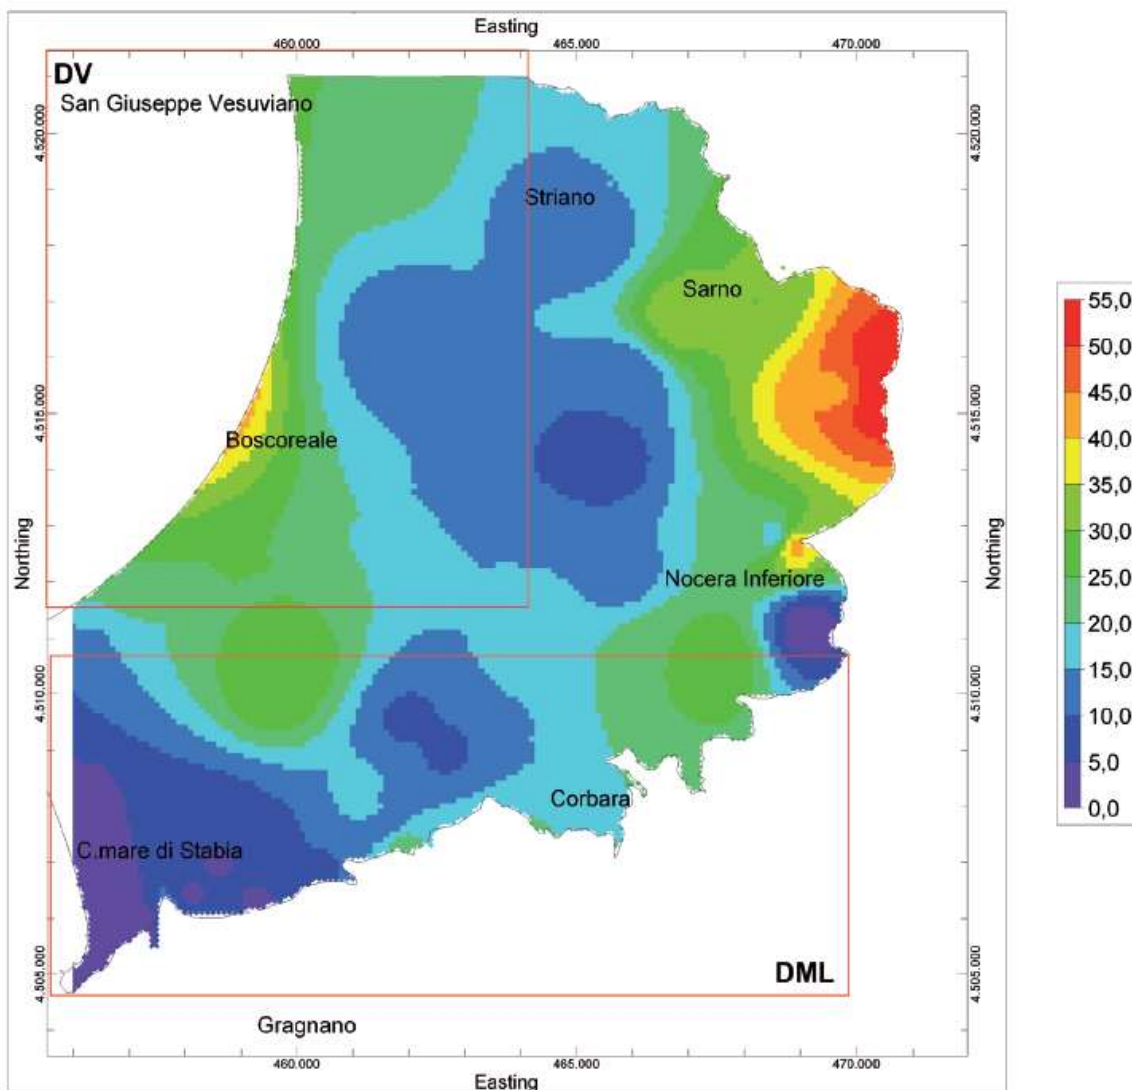 Easting
460.000 465.000 470.000
DV
San Giuseppe Vesuviano
4.520.000 4.520.000
Striano
Sarno
55,0
50,0
45,0
40,0
35,0
30,0
25,0
20,0
15,0
10,0
5,0
0,0
4.515.000 4.515.000
Boscoreale
Northing Northing
Nocera Inferiore
4.510.000 4.510.000
Corbara
C.mare di Stabia
4.505.000 4.505.000
DML
Gragnano
460.000 465.000 470.000
Easting